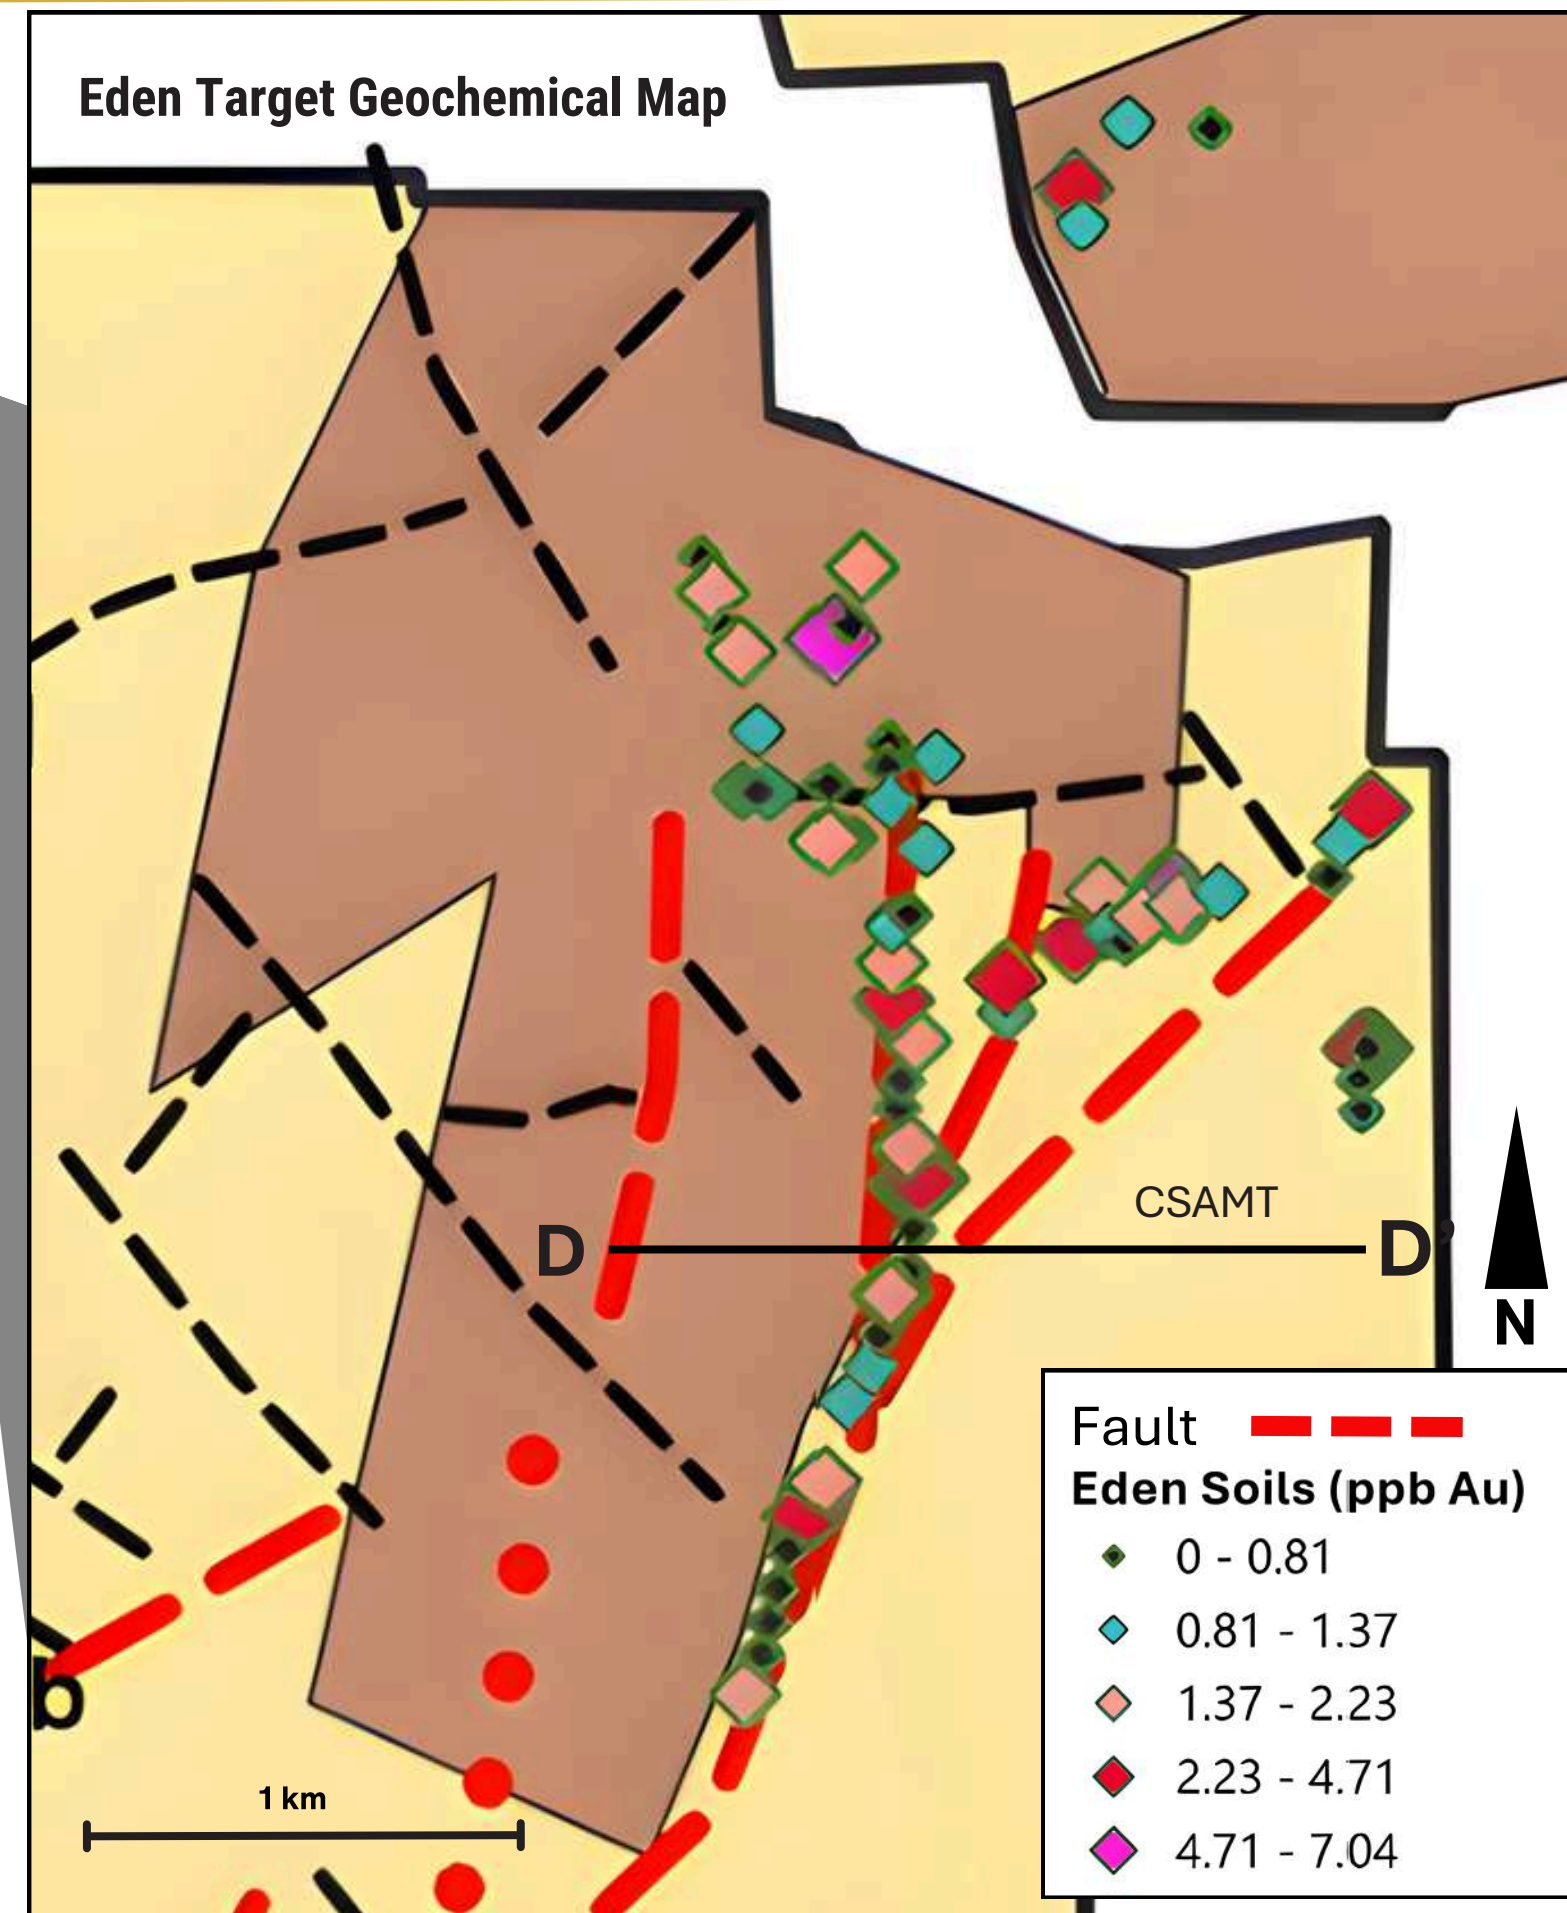 Eden Target Geochemical Map
CSAMT
D D'
N
Fault
Eden Soils (ppb Au)
0 - 0.81
0.81 - 1.37
1.37 - 2.23
2.23 - 4.71
4.71 - 7.04
b
1 km